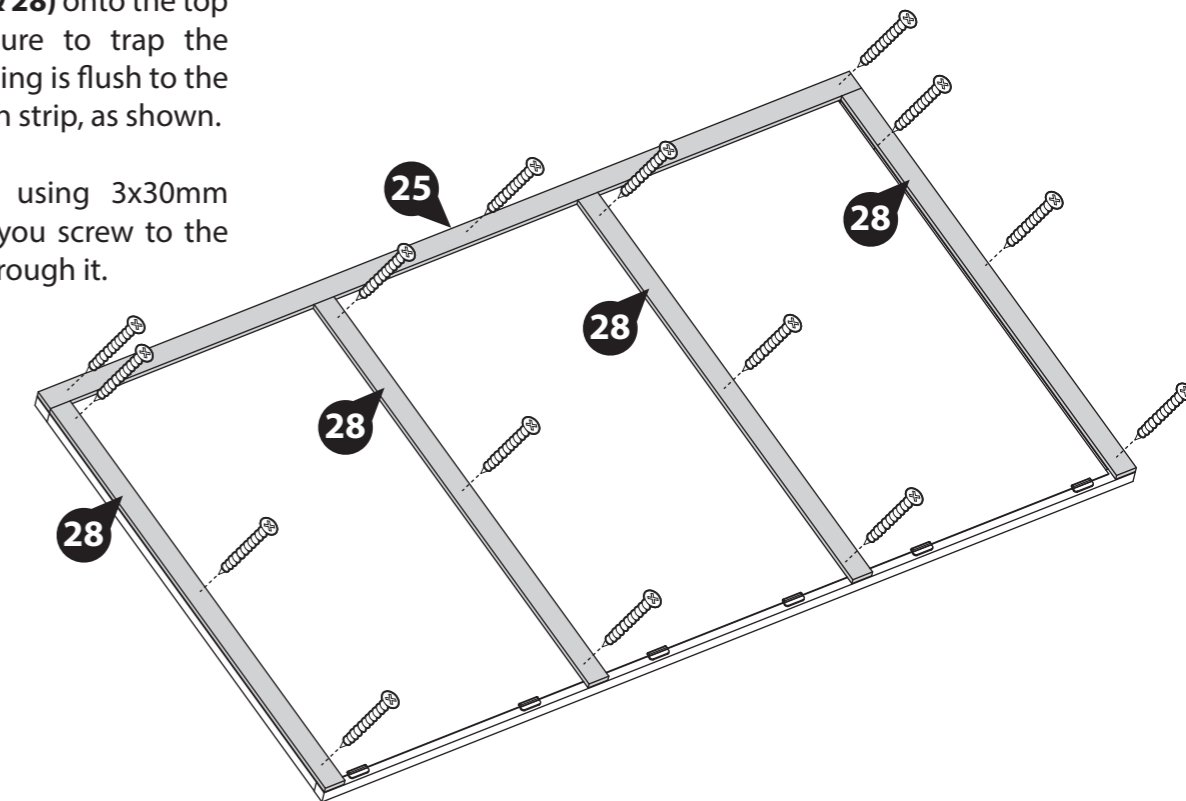 28) onto the top
ure to trap the
ing is flush to the
n strip, as shown.
using 3x30mm
you screw to the
rough it.
25
28
28
28
28